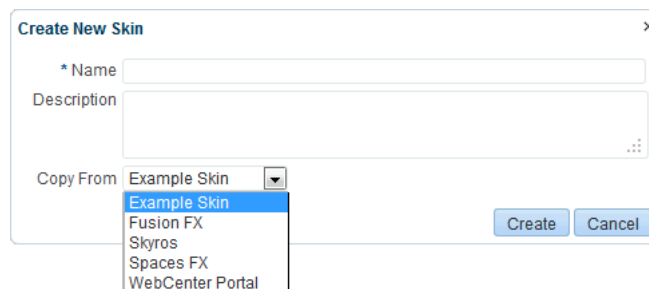 Create New Skin
* Name
Description
Copy From Example Skin
Example Skin
Fusion FX
Skyros
Spaces FX
WebCenter Portal
Create Cancel